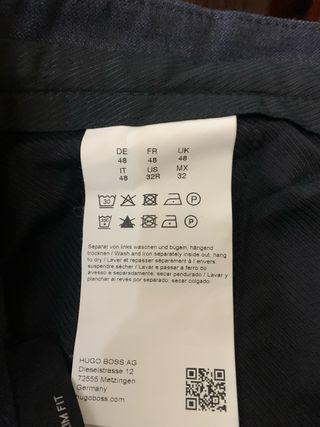 DE FR UK
48 48 48
IT US MX
48 32R 32
30 P
P
Separat von links waschen und bügeln, hängend
trocknen / Wash and iron separately inside out; hang
to dry / Laver et repasser séparément à l'envers.
suspendre sécher / Lavar e passar a ferro do
avesso e separadamente, secar pendurado / Lavar y
planchar al revés por separado; secar colgado.
HUGO BOSS AG
Dieselstrasse 12
72555 Metzingen
Germany
hugoboss.com
IM FIT